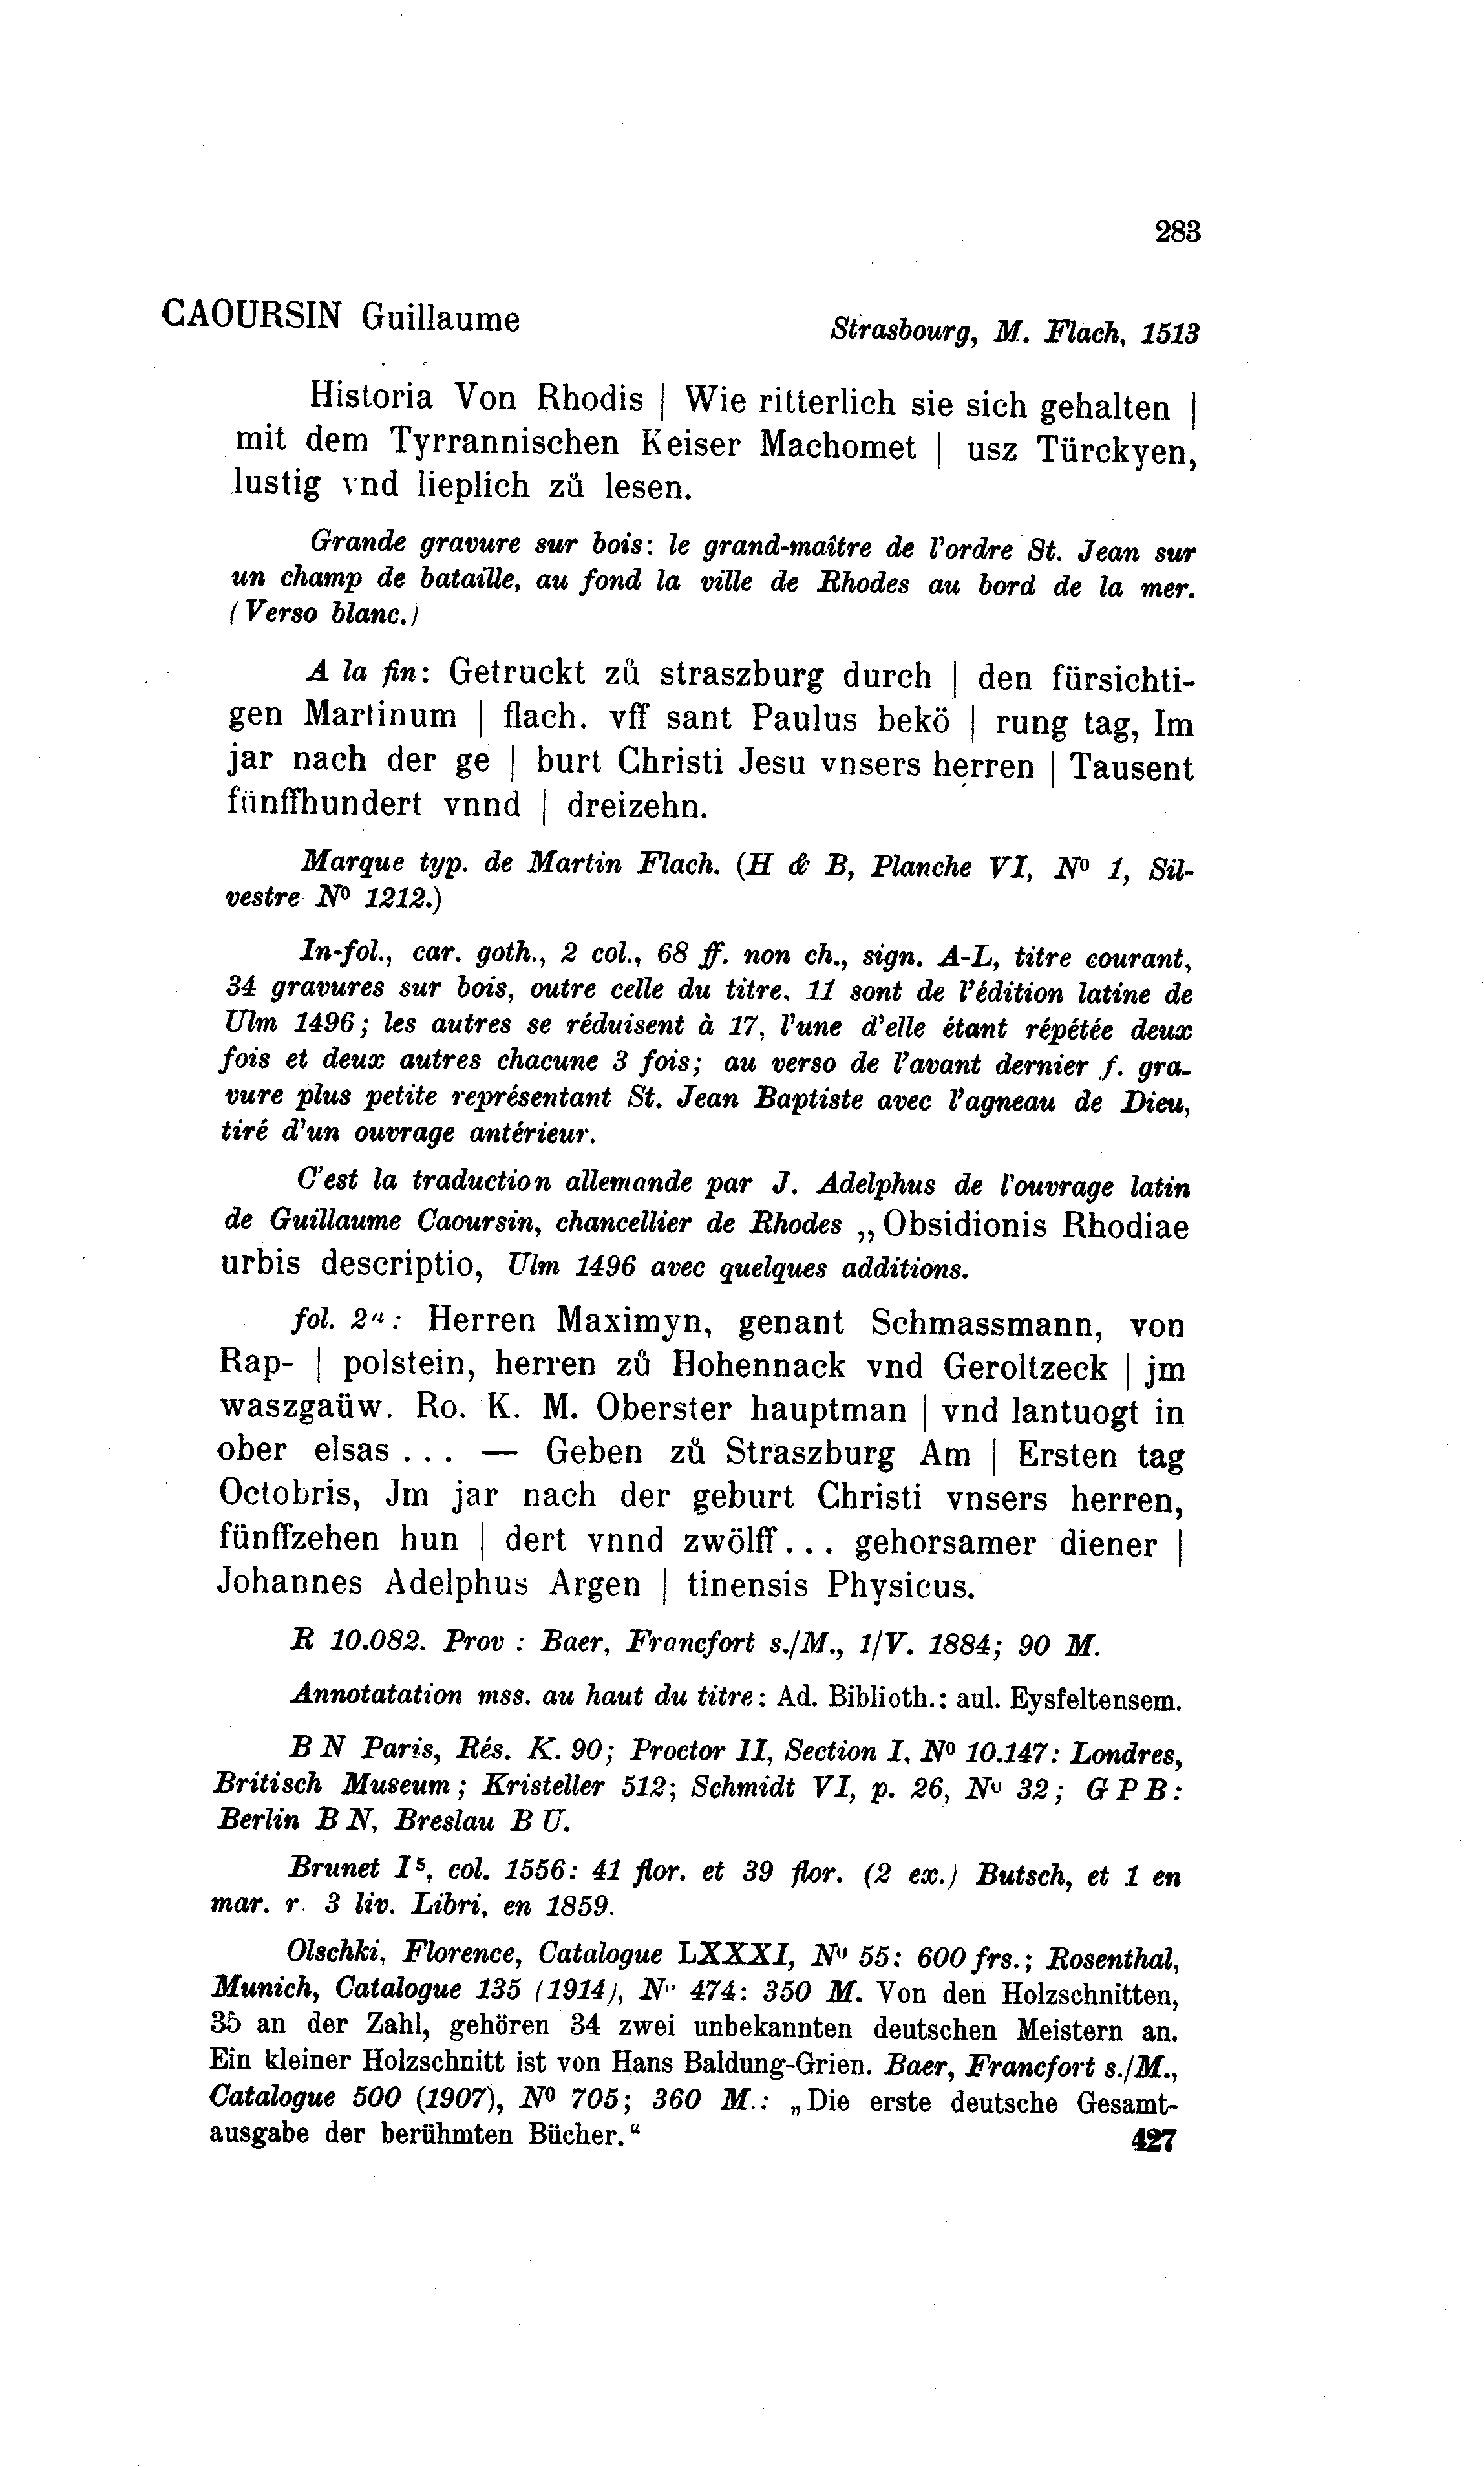 283
CAOURSIN Guillaume
Strasbourg, M. Flach, 1513
Historia Von Rhodis | Wie ritterlich sie sich gehalten |
mit dem Tyrrannischen Keiser Machomet | usz Türckyen,
lustig vnd lieplich zů lesen.
Grande gravure sur bois: le grand-maître de l'ordre St. Jean sur
un champ de bataille, au fond la ville de Rhodes au bord de la mer.
(Verso blanc.)
A la fin: Getruckt zů straszburg durch | den fürsichti-
gen Martinum | flach. vff sant Paulus bekö | rung tag, Im
jar nach der ge | burt Christi Jesu vnsers herren | Tausent
fünffhundert vnnd | dreizehn.
Marque typ. de Martin Flach. (H & B, Planche VI, Nº 1, Sil-
vestre Nº 1212.)
In-fol., car. goth., 2 col., 68 ff. non ch., sign. A-L, titre courant,
34 gravures sur bois, outre celle du titre. 11 sont de l'édition latine de
Ulm 1496; les autres se réduisent à 17, l'une d'elle étant répétée deux
fois et deux autres chacune 3 fois; au verso de l'avant dernier f. gra-
vure plus petite représentant St. Jean Baptiste avec l'agneau de Dieu,
tiré d'un ouvrage antérieur.
C'est la traduction allemande par J. Adelphus de l'ouvrage latin
de Guillaume Caoursin, chancellier de Rhodes „Obsidionis Rhodiae
urbis descriptio, Ulm 1496 avec quelques additions.
fol. 2a: Herren Maximyn, genant Schmassmann, von
Rap- | polstein, herren zů Hohennack vnd Geroltzeck | jm
waszgaüw. Ro. K. M. Oberster hauptman | vnd lantuogt in
ober elsas . . . — Geben zů Straszburg Am | Ersten tag
Octobris, Jm jar nach der geburt Christi vnsers herren,
fünffzehen hun | dert vnnd zwölff . . . gehorsamer diener |
Johannes Adelphus Argen | tinensis Physicus.
R 10.082. Prov : Baer, Francfort s./M., 1/V. 1884; 90 M.
Annotatation mss. au haut du titre: Ad. Biblioth.: aul. Eysfeltensem.
B N Paris, Rés. K. 90; Proctor II, Section I, Nº 10.147: Londres,
Britisch Museum; Kristeller 512; Schmidt VI, p. 26, Nº 32; G P B:
Berlin B N, Breslau B U.
Brunet I⁵, col. 1556: 41 flor. et 39 flor. (2 ex.) Butsch, et 1 en
mar. r. 3 liv. Libri, en 1859.
Olschki, Florence, Catalogue LXXXI, Nº 55: 600 frs.; Rosenthal,
Munich, Catalogue 135 (1914), Nº 474: 350 M. Von den Holzschnitten,
35 an der Zahl, gehören 34 zwei unbekannten deutschen Meistern an.
Ein kleiner Holzschnitt ist von Hans Baldung-Grien. Baer, Francfort s./M.,
Catalogue 500 (1907), Nº 705; 360 M.: „Die erste deutsche Gesamt-
ausgabe der berühmten Bücher.“
427